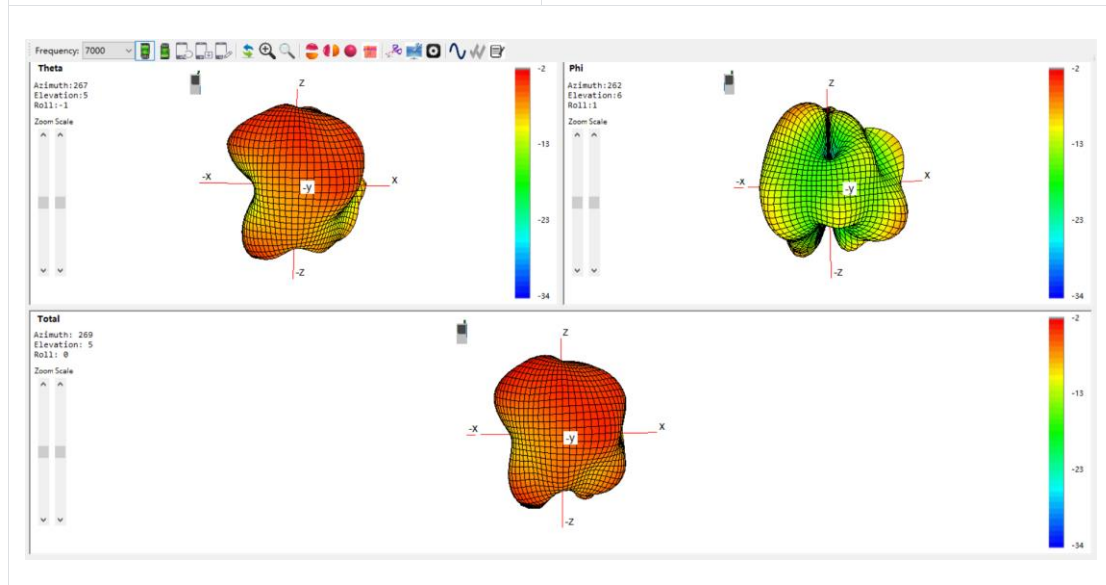 Frequency: 7000
Theta
Azimuth:267
Elevation:5
Roll:-1
Zoom Scale
Z
-X
-y
X
-Z
-2
-13
-23
-34
Phi
Azimuth:262
Elevation:6
Roll:1
Zoom Scale
Z
-X
-y
X
-Z
-2
-13
-23
-34
Total
Azimuth: 269
Elevation: 5
Roll: 0
Zoom Scale
Z
-X
-y
X
-Z
-2
-13
-23
-34